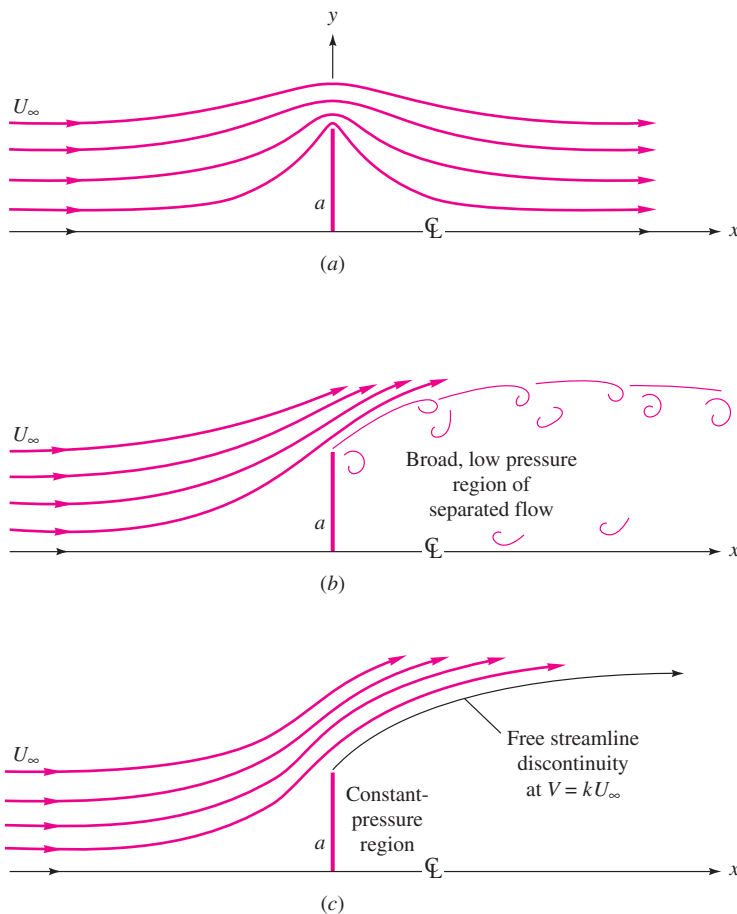 y
U∞
a
℄
x
(a)
U∞
Broad, low pressure
region of
separated flow
a
℄
x
(b)
U∞
Free streamline
discontinuity
at V = kU∞
Constant-
pressure
region
a
℄
x
(c)